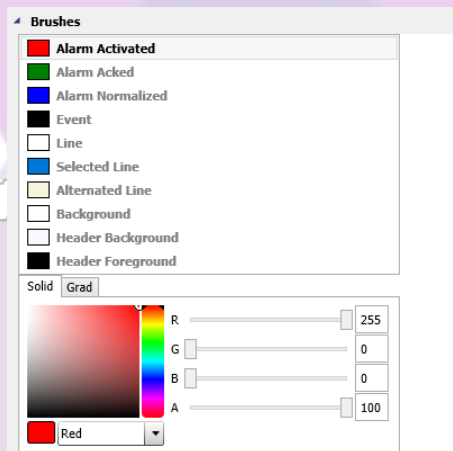 Brushes
Alarm Activated
Alarm Acked
Alarm Normalized
Event
Line
Selected Line
Alternated Line
Background
Header Background
Header Foreground
Solid Grad
R 255
G 0
B 0
A 100
Red